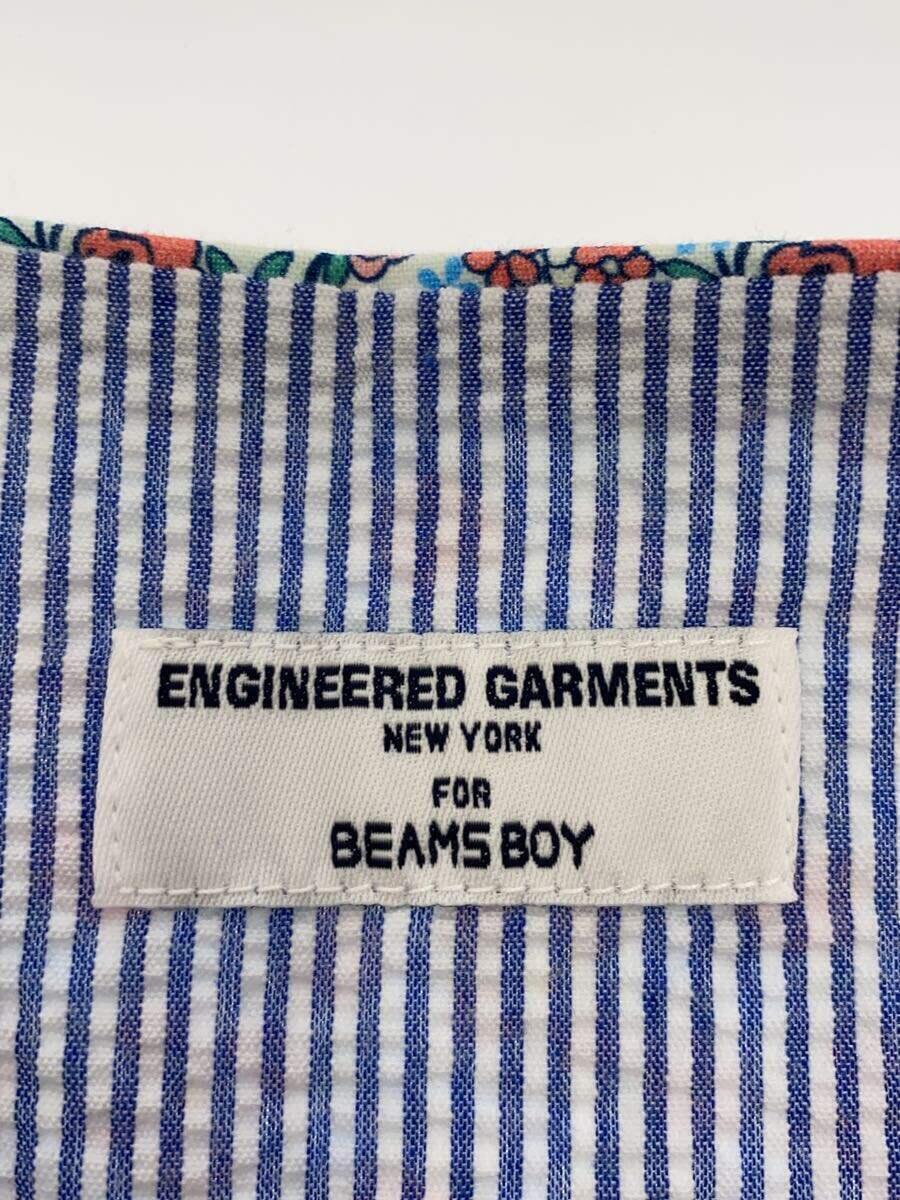 ENGINEERED GARMENTS
NEW YORK
FOR
BEAMS BOY